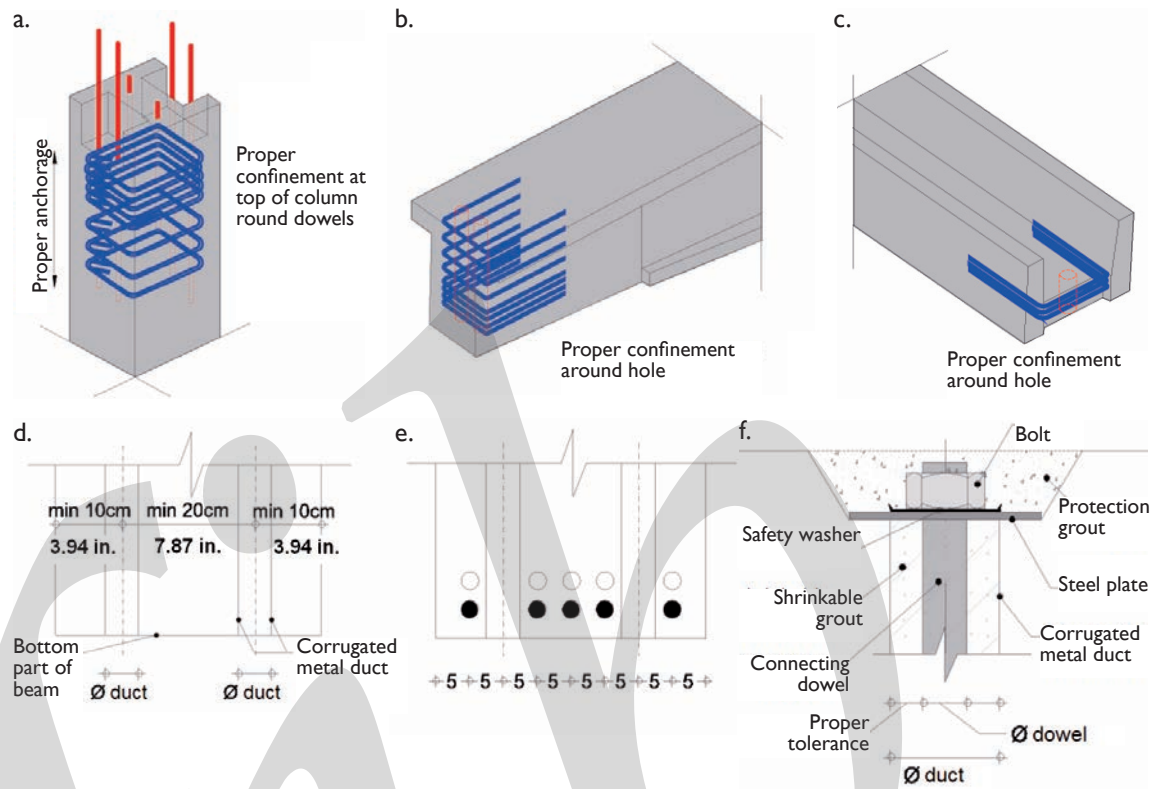 a.
Proper anchorage
Proper
confinement at
top of column
round dowels
b.
Proper confinement
around hole
c.
Proper confinement
around hole
d.
min 10cm
min 20cm
min 10cm
3.94 in.
7.87 in.
3.94 in.
Bottom
part of
beam
Corrugated
metal duct
Ø duct
Ø duct
e.
5 5 5 5 5 5 5 5
f.
Bolt
Protection
grout
Safety washer
Steel plate
Shrinkable
grout
Corrugated
metal duct
Connecting
dowel
Proper
tolerance
Ø dowel
Ø duct